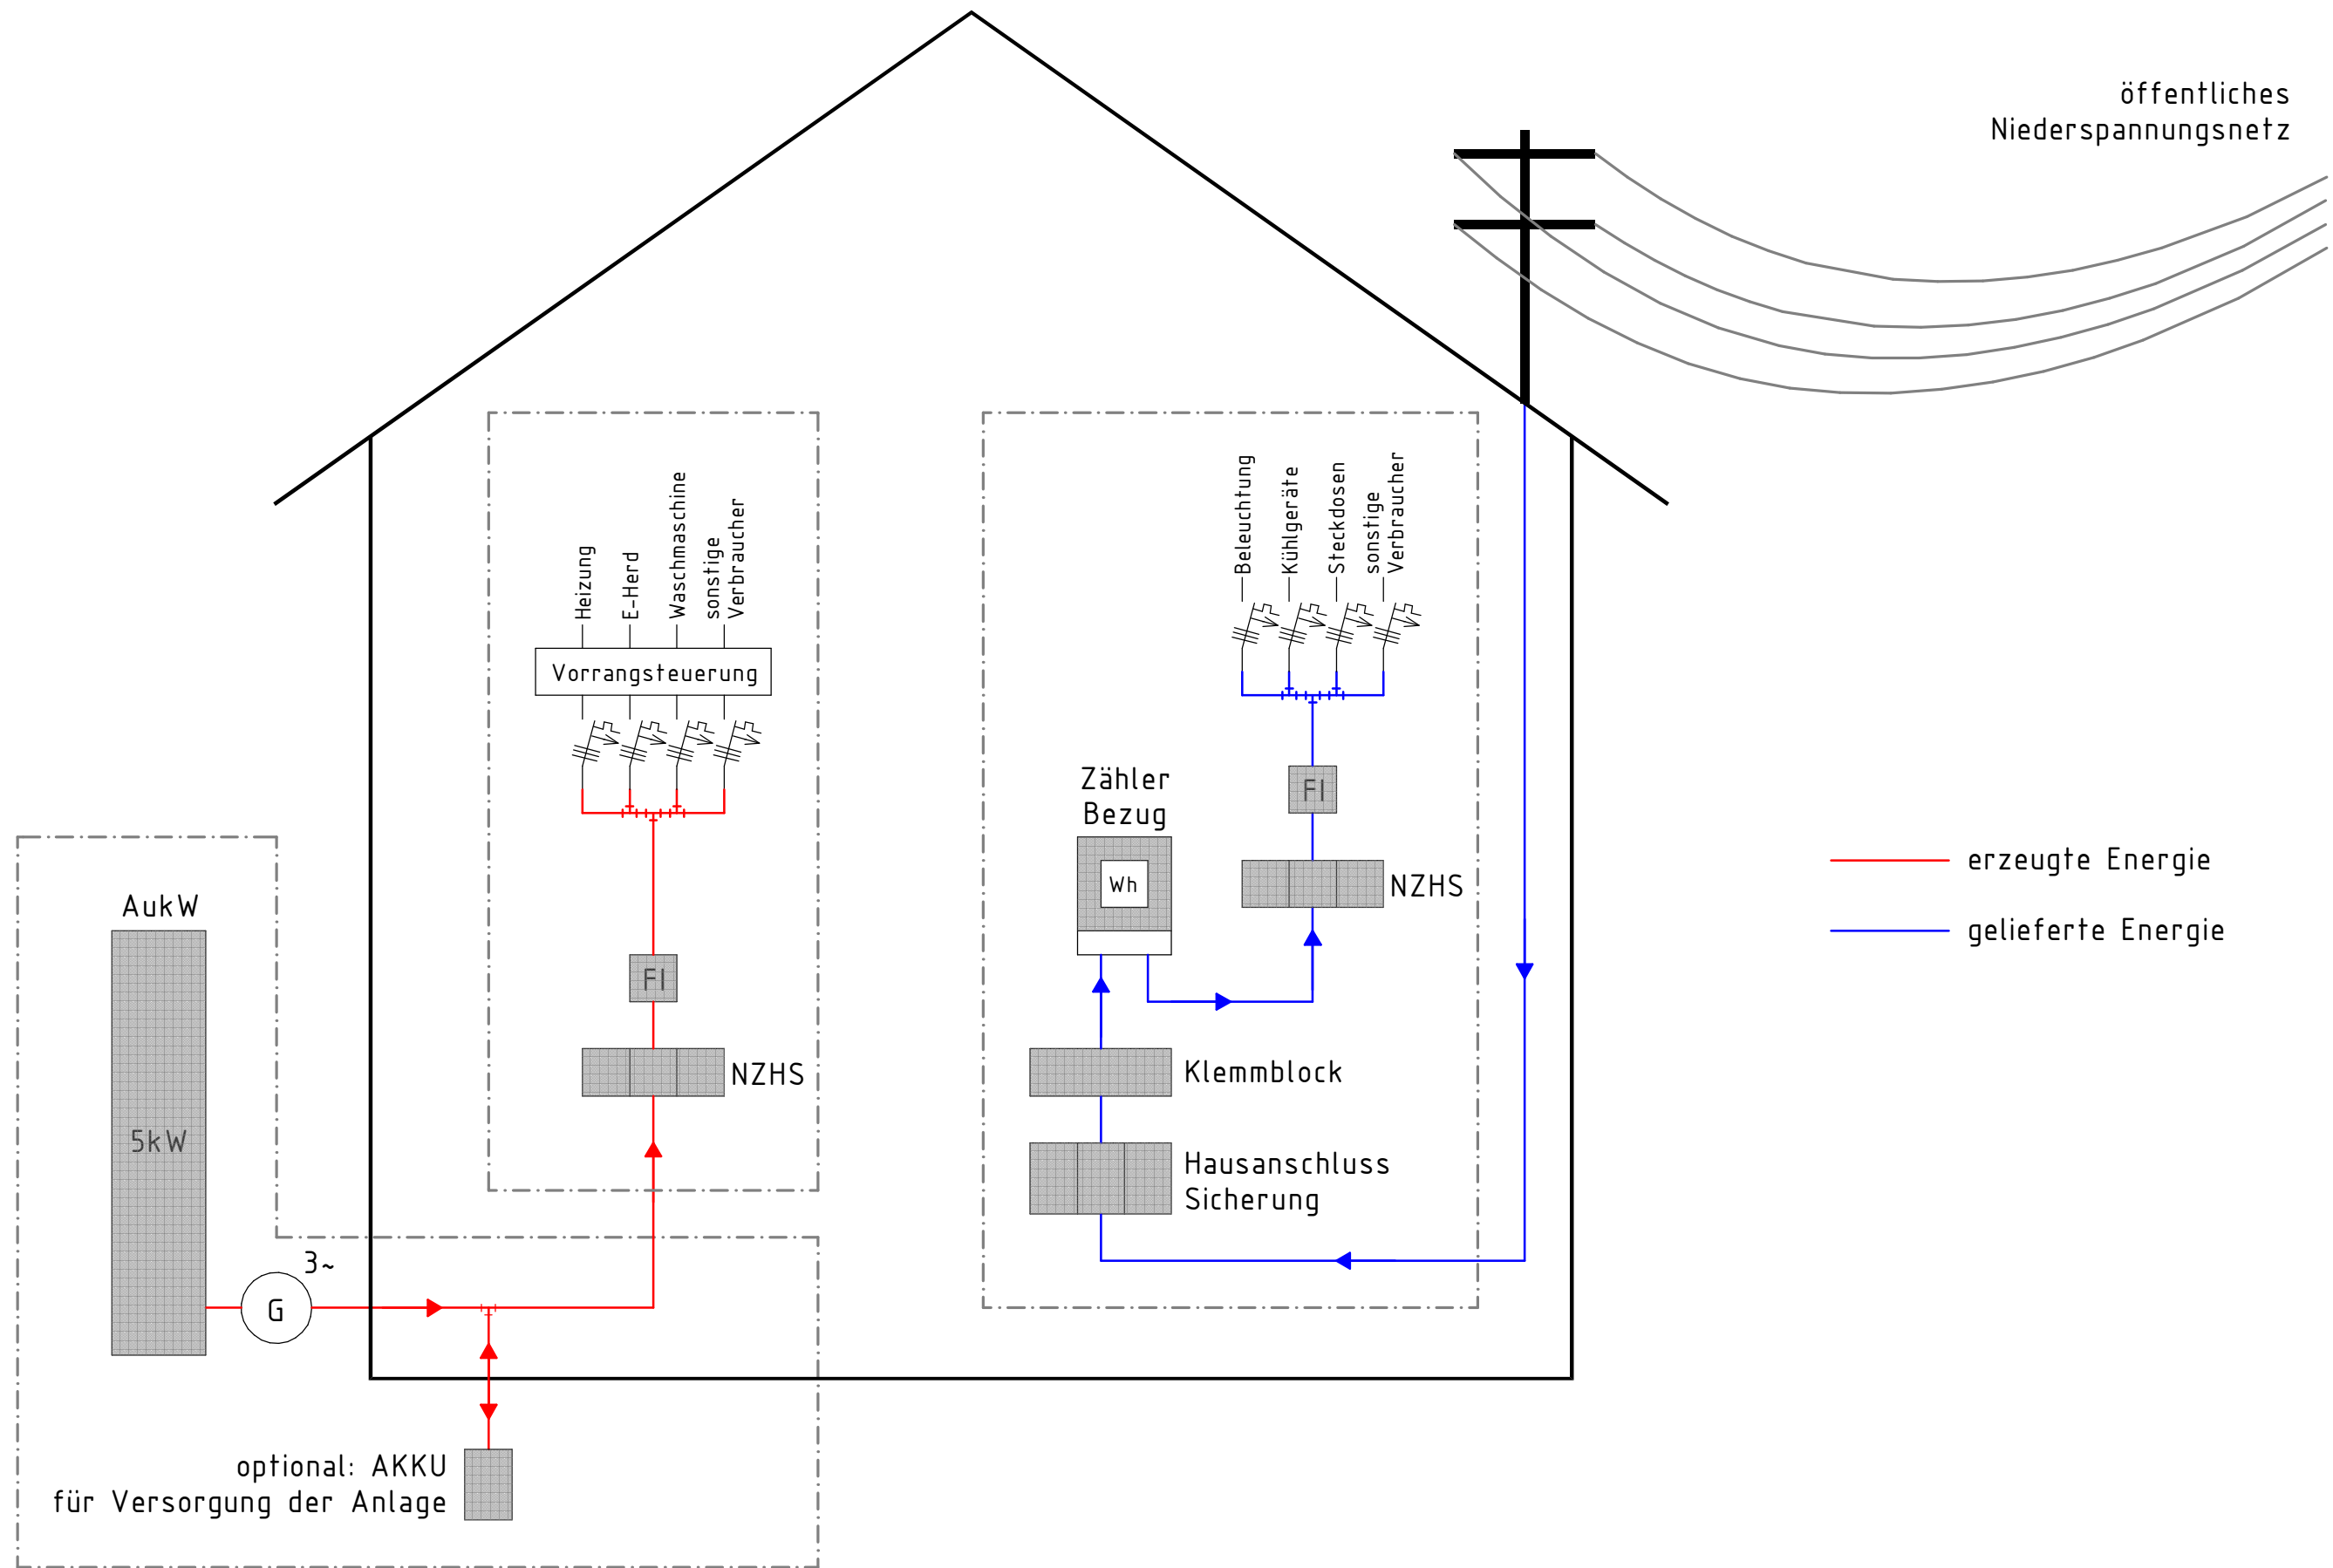 öffentliches
Niederspannungsnetz
Heizung
E-Herd
Waschmaschine
sonstige
Verbraucher
Vorrangsteuerung
FI
NZHS
Beleuchtung
Kühlgeräte
Steckdosen
sonstige
Verbraucher
Zähler
Bezug
Wh
FI
NZHS
Klemmblock
Hausanschluss
Sicherung
erzeugte Energie
gelieferte Energie
AukW
5kW
3~
G
optional: AKKU
für Versorgung der Anlage